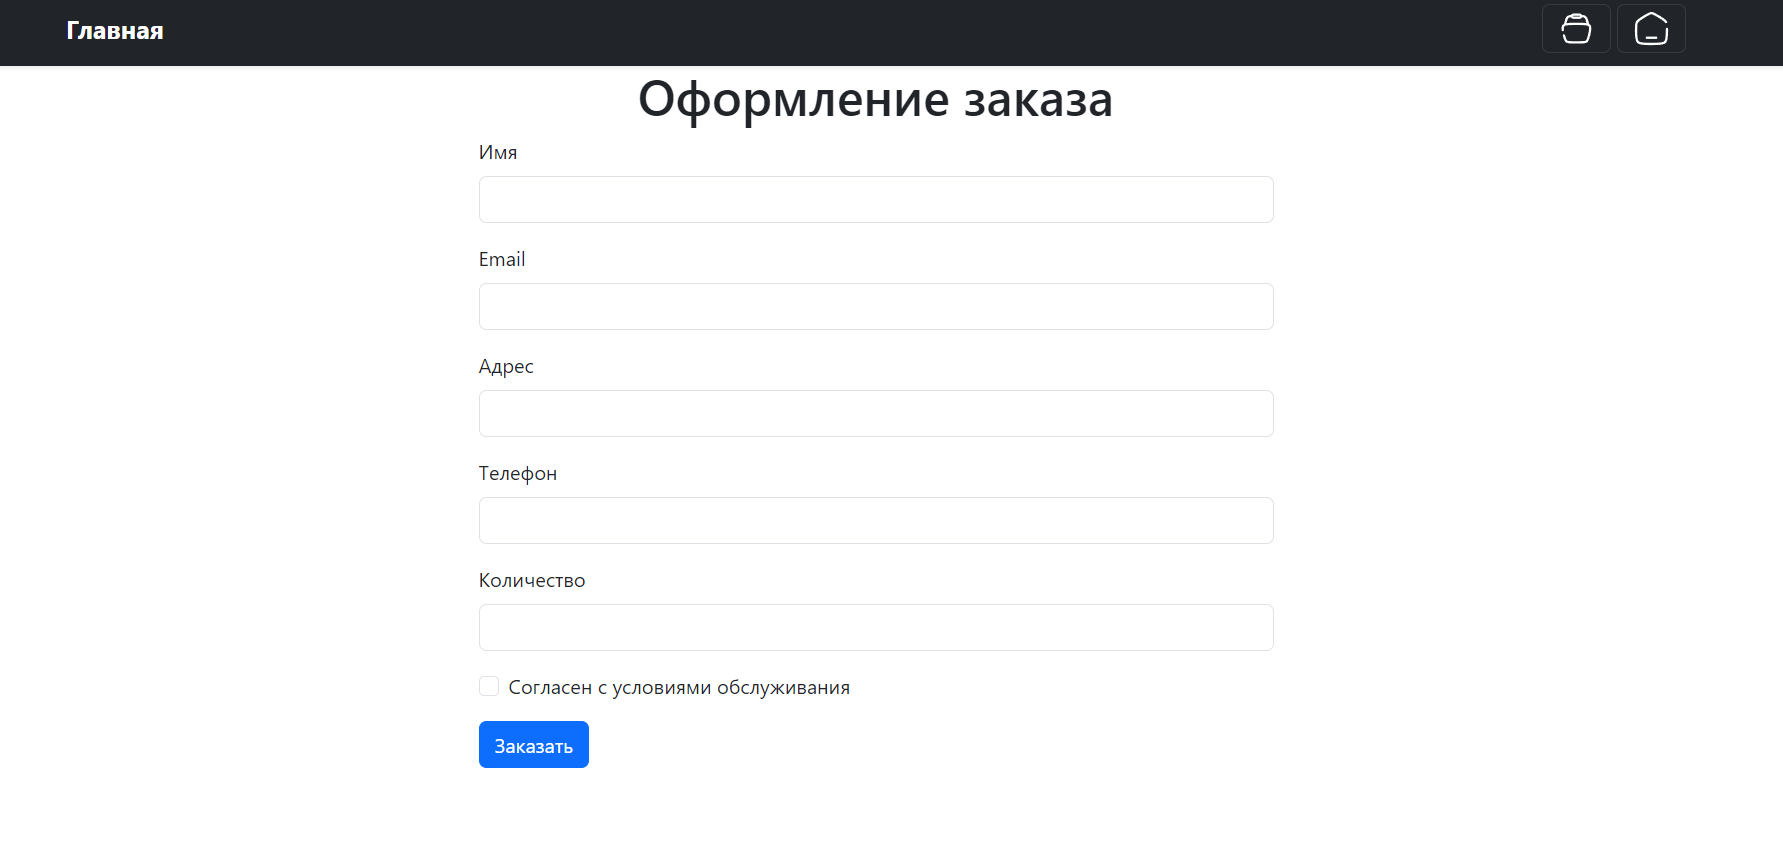 Главная
Оформление заказа
Имя
Email
Адрес
Телефон
Количество
Согласен с условиями обслуживания
Заказать